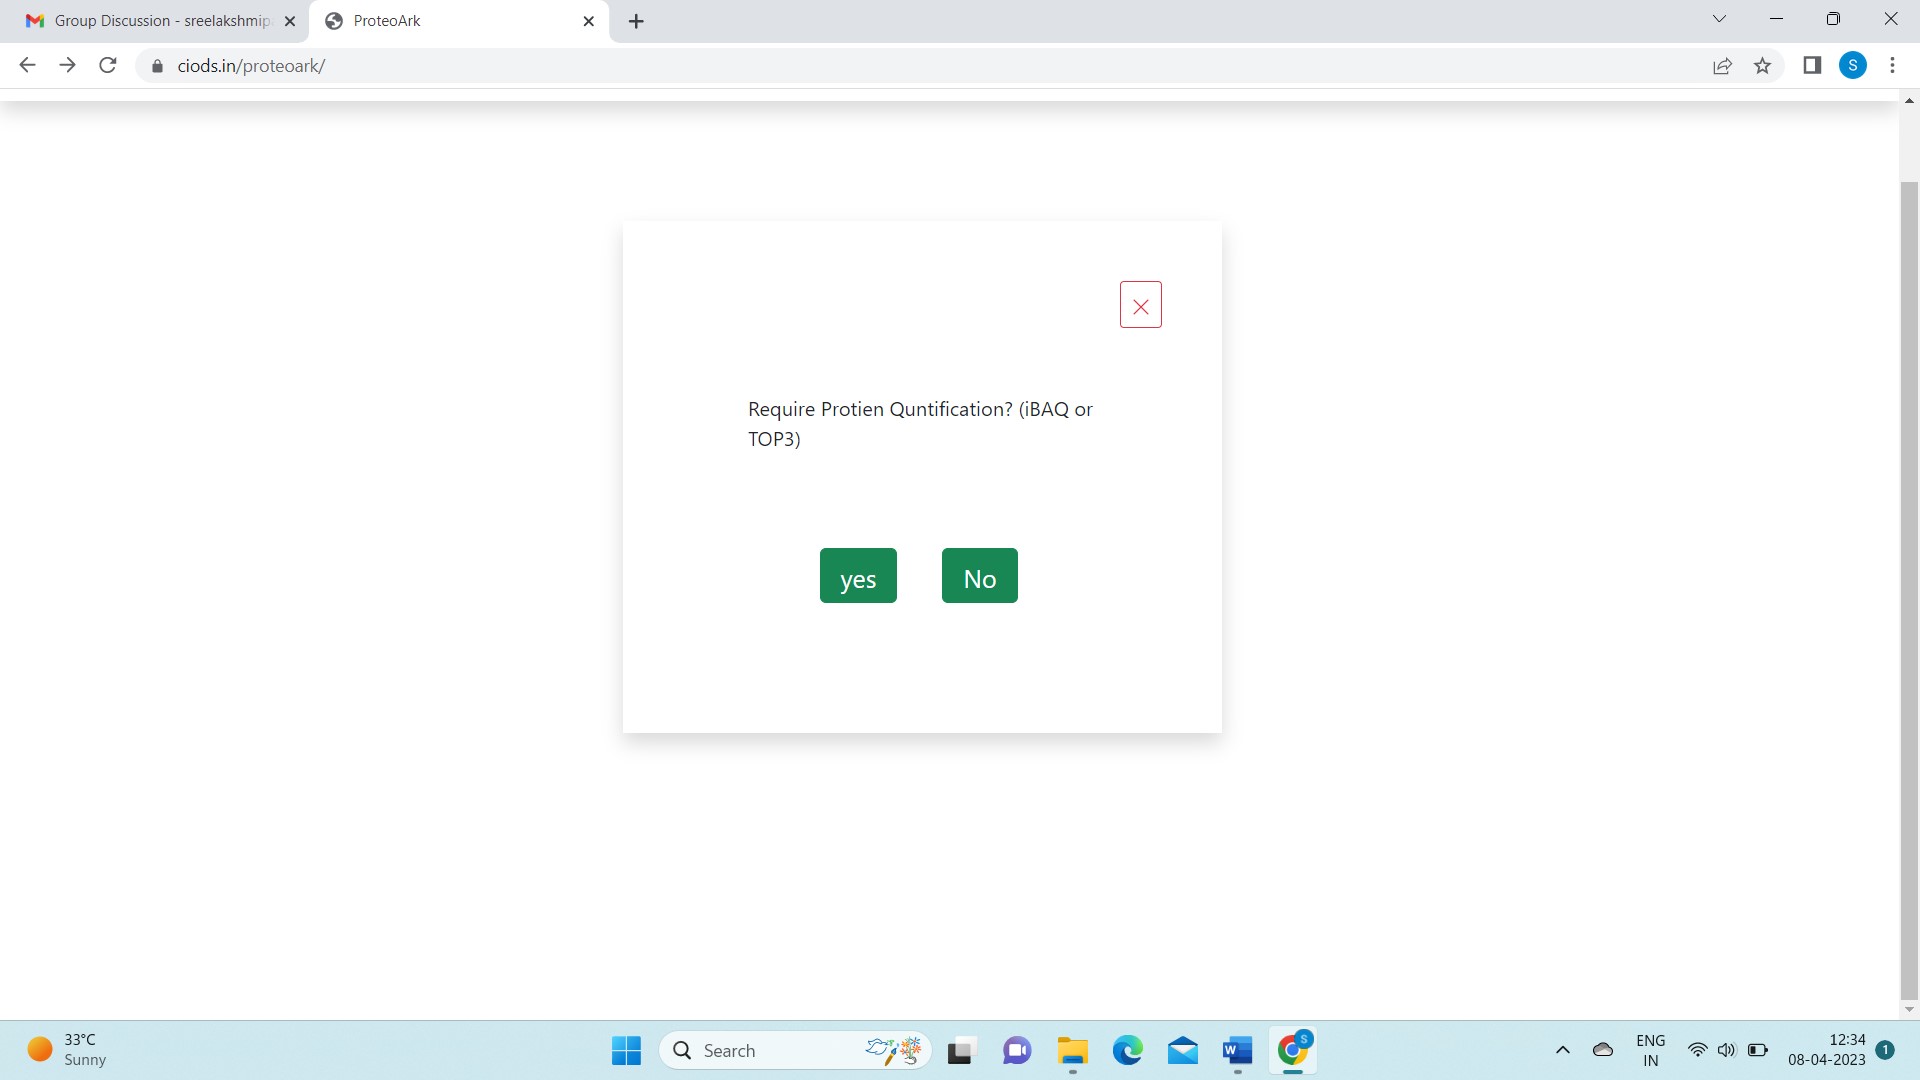 Group Discussion - sreelakshmip
ProteoArk
ciods.in/proteoark/
S
Require Protien Quntification? (iBAQ or
TOP3)
yes
No
33°C
Sunny
Search
W
S
ENG
IN
12:34
08-04-2023
1